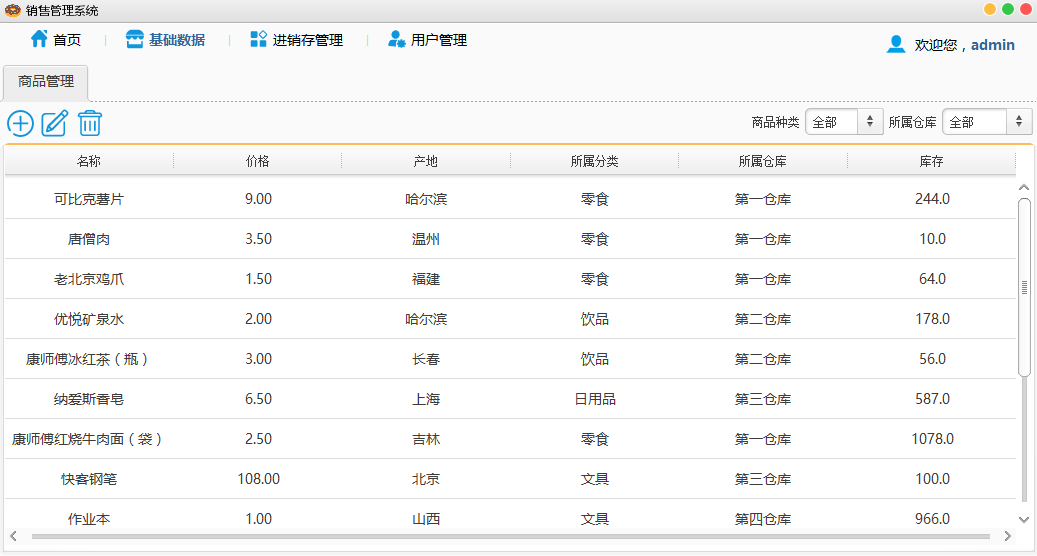 销售管理系统
首页 基础数据 进销存管理 用户管理 欢迎您，admin
商品管理
商品种类 全部 所属仓库 全部
名称 价格 产地 所属分类 所属仓库 库存
可比克薯片 9.00 哈尔滨 零食 第一仓库 244.0
唐僧肉 3.50 温州 零食 第一仓库 10.0
老北京鸡爪 1.50 福建 零食 第一仓库 64.0
优悦矿泉水 2.00 哈尔滨 饮品 第二仓库 178.0
康师傅冰红茶（瓶） 3.00 长春 饮品 第二仓库 56.0
纳爱斯香皂 6.50 上海 日用品 第三仓库 587.0
康师傅红烧牛肉面（袋） 2.50 吉林 零食 第一仓库 1078.0
快客钢笔 108.00 北京 文具 第三仓库 100.0
作业本 1.00 山西 文具 第四仓库 966.0